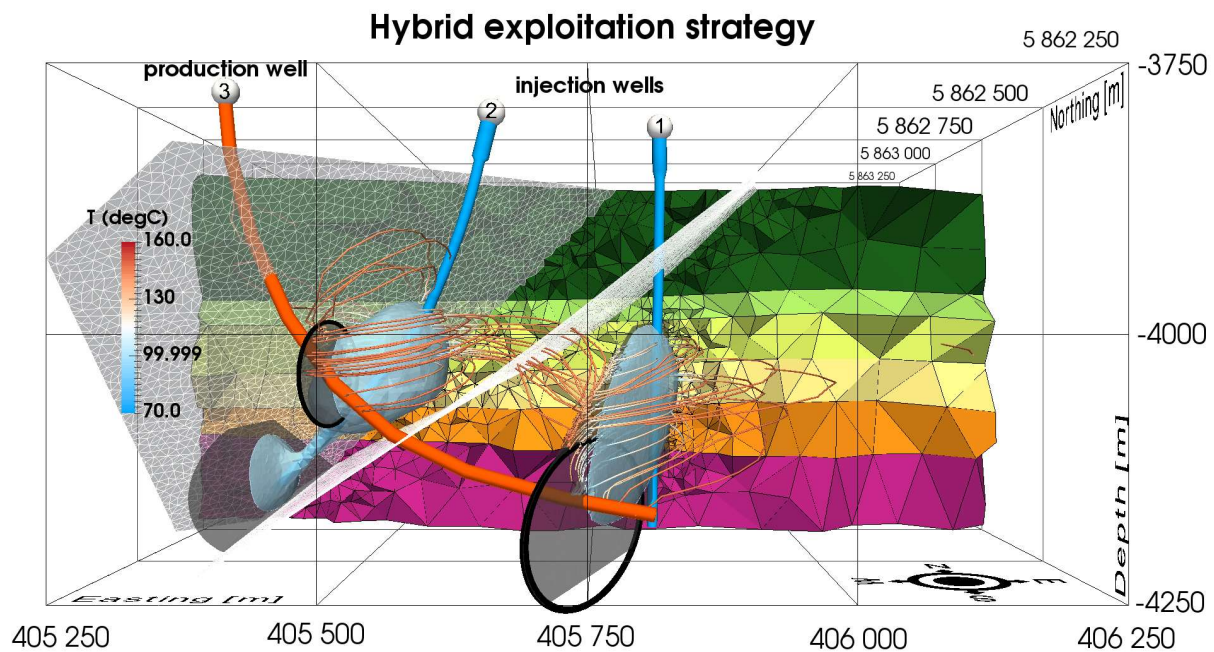 Hybrid exploitation strategy
5 862 250
production well
-3750
3
injection wells
5 862 500
Northing [m]
2
1
5 862 750
5 863 000
5 863 250
T (degC)
160.0
130
99.999
-4000
70.0
Depth [m]
N
W
E
S
Easting [m]
-4250
405 250
405 500
405 750
406 000
406 250